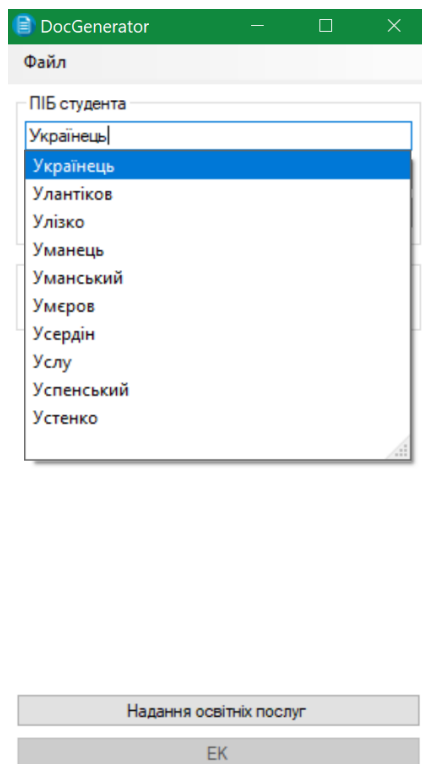 DocGenerator
Файл
ПІБ студента
Українець
Українець
Улантіков
Улізко
Уманець
Уманський
Умєров
Усердін
Услу
Успенський
Устенко
Надання освітніх послуг
ЕК